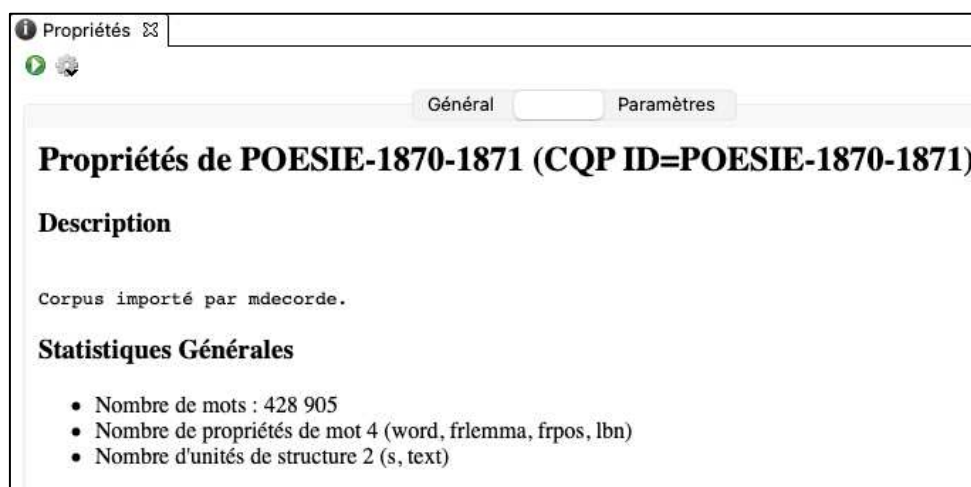 Propriétés
Général Paramètres
Propriétés de POESIE-1870-1871 (CQP ID=POESIE-1870-1871)
Description
Corpus importé par mdecorde.
Statistiques Générales
• Nombre de mots : 428 905
• Nombre de propriétés de mot 4 (word, frlemma, frpos, lbn)
• Nombre d'unités de structure 2 (s, text)